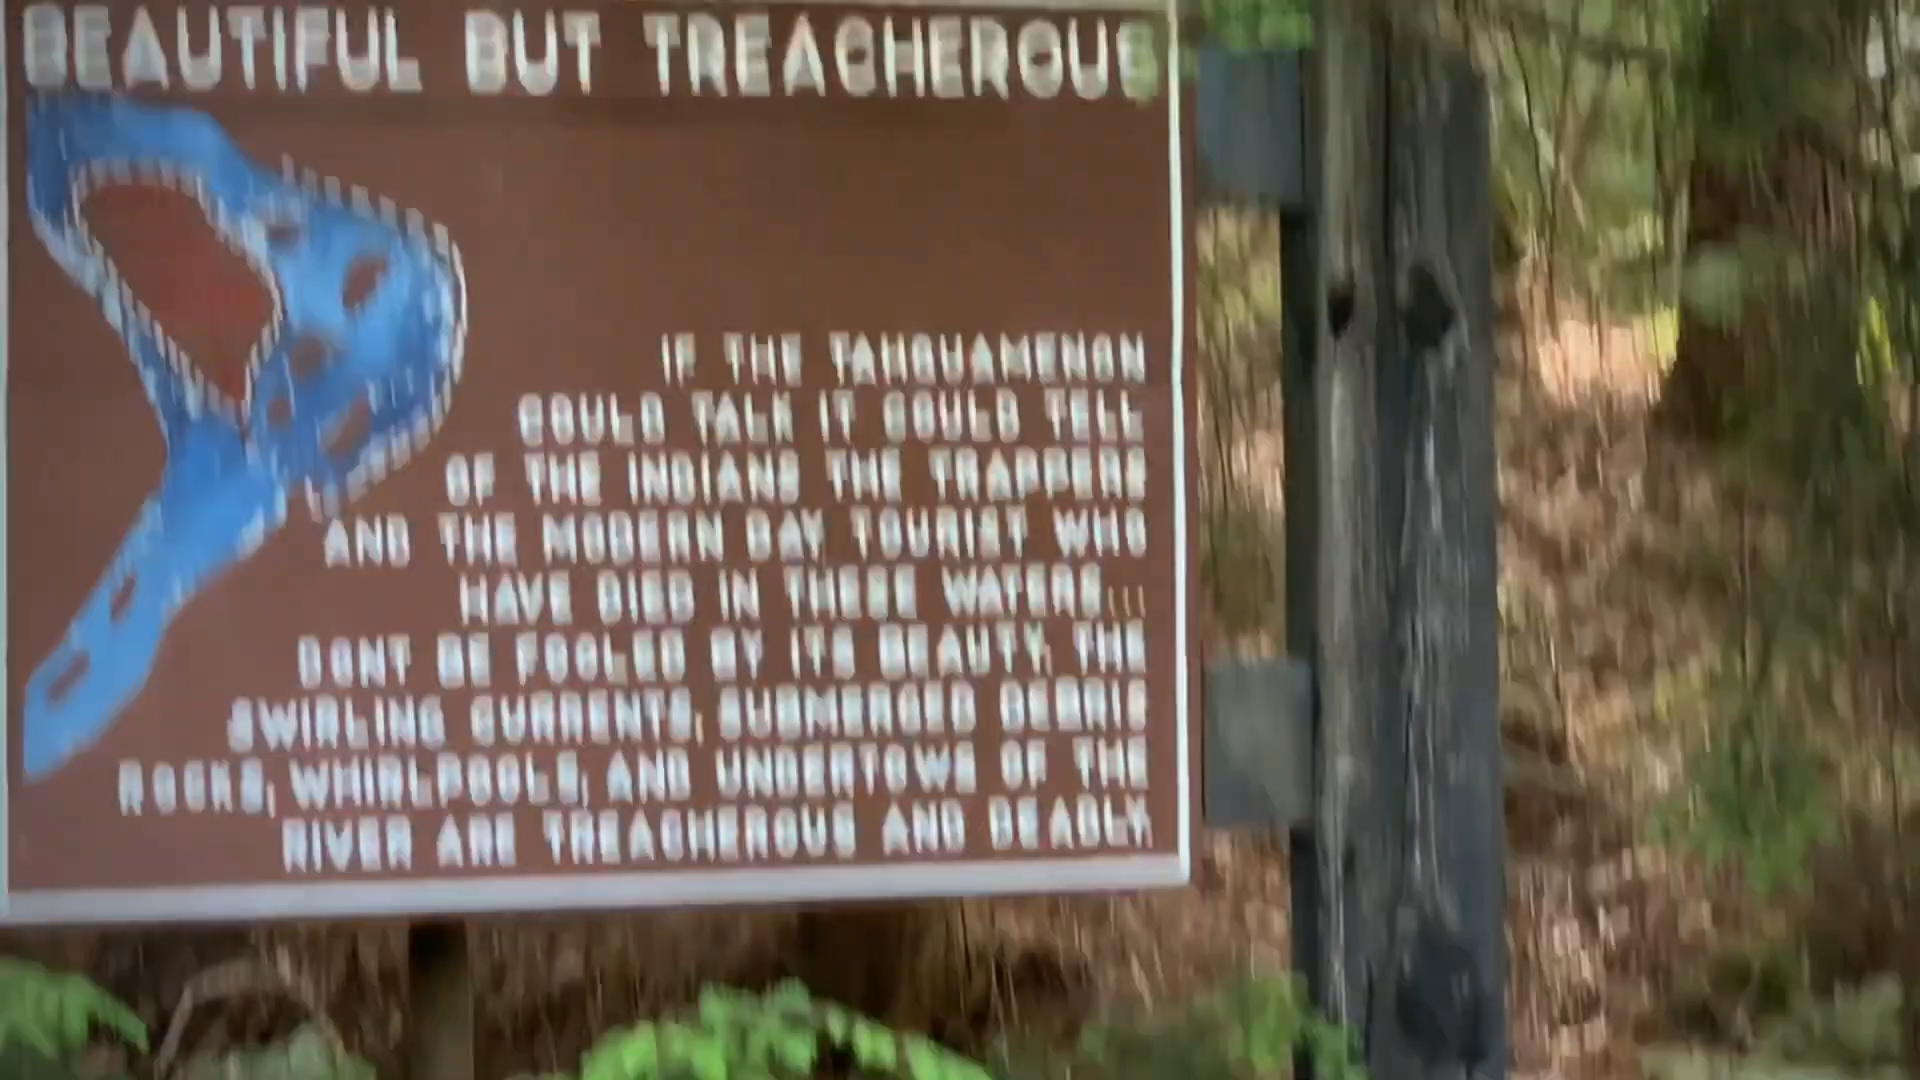 BEAUTIFUL BUT TREACHEROUS
IF THE TAHQUAMENON
COULD TALK IT COULD TELL
OF THE INDIANS THE TRAPPERS
AND THE MODERN DAY TOURIST WHO
HAVE DIED IN THESE WATERS...
DONT BE FOOLED BY ITS BEAUTY, THE
SWIRLING CURRENTS, SUBMERGED DEBRIS
ROCKS, WHIRLPOOLS, AND UNDERTOWS OF THE
RIVER ARE TREACHEROUS AND DEADLY